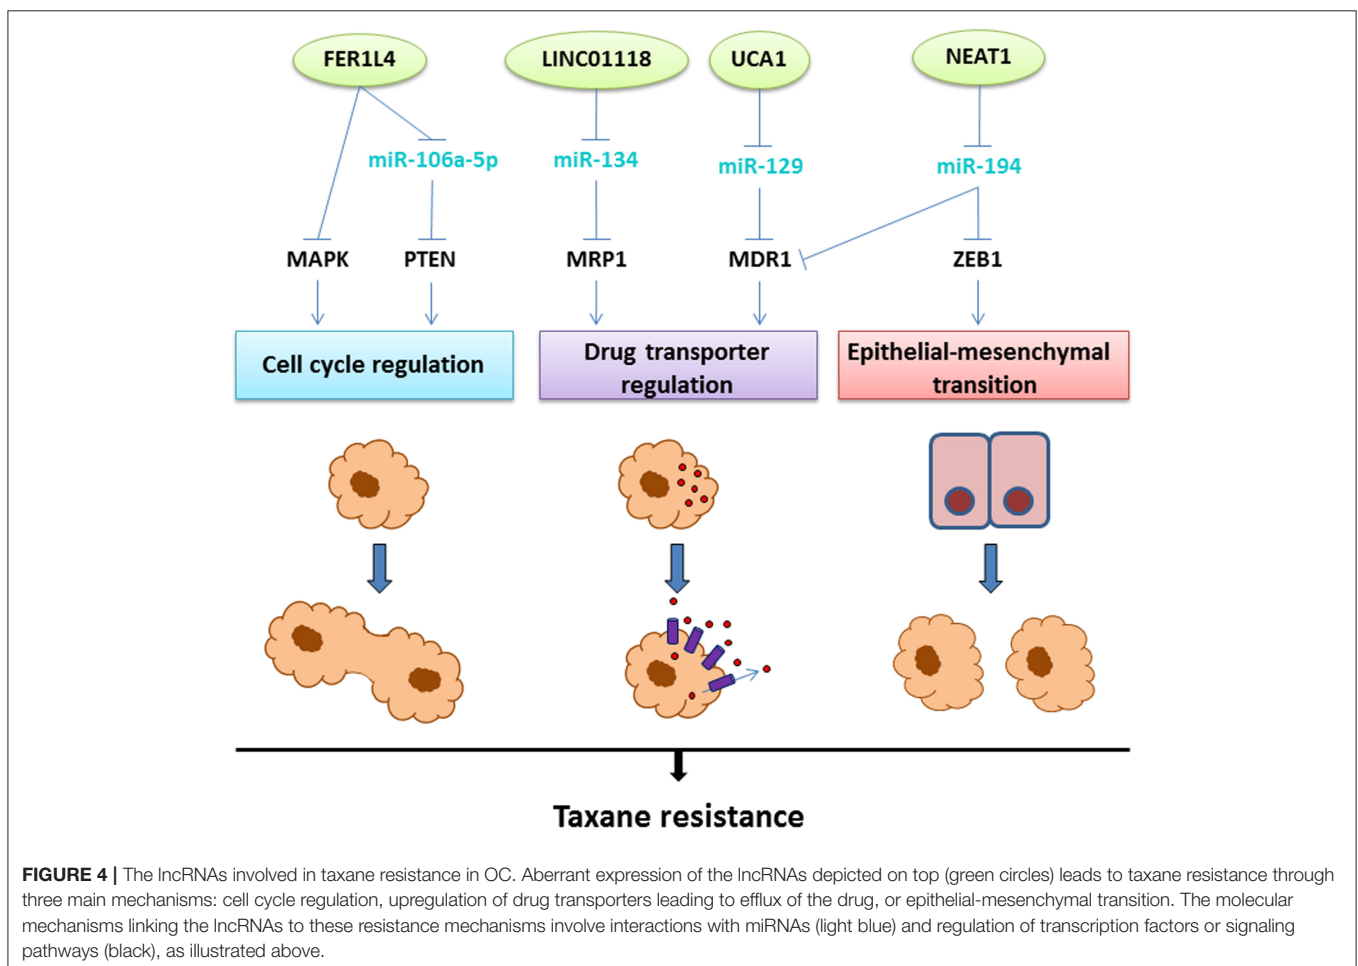 FER1L4
LINC01118
UCA1
NEAT1
miR-106a-5p
miR-134
miR-129
miR-194
MAPK
PTEN
MRP1
MDR1
ZEB1
Cell cycle regulation
Drug transporter
regulation
Epithelial-mesenchymal
transition
Taxane resistance
FIGURE 4 | The lncRNAs involved in taxane resistance in OC. Aberrant expression of the lncRNAs depicted on top (green circles) leads to taxane resistance through
three main mechanisms: cell cycle regulation, upregulation of drug transporters leading to efflux of the drug, or epithelial-mesenchymal transition. The molecular
mechanisms linking the lncRNAs to these resistance mechanisms involve interactions with miRNAs (light blue) and regulation of transcription factors or signaling
pathways (black), as illustrated above.